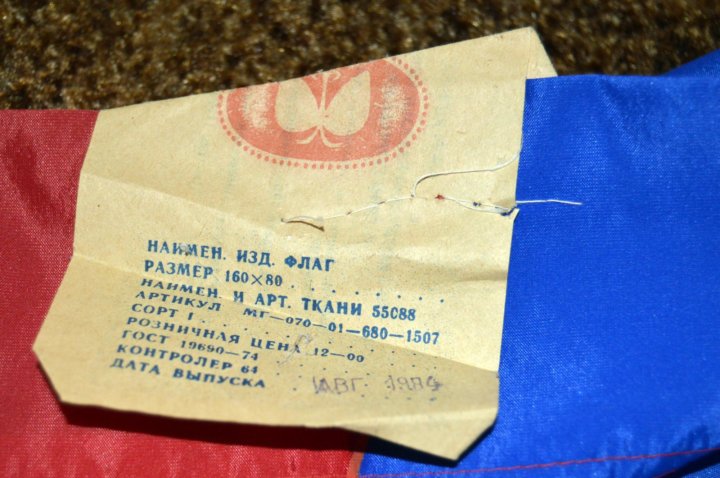 НАИМЕН. ИЗД. ФЛАГ
РАЗМЕР 160×80 . . . . . . . .
НАИМЕН. И АРТ. ТКАНИ 55088
АРТИКУЛ МГ—070—01—680—1507
СОРТ I . . . . . . . . . .
РОЗНИЧНАЯ ЦЕНА 12—00
ГОСТ 19690—74 . . . . . . .
КОНТРОЛЕР 64 . . . . . . .
ДАТА ВЫПУСКА АВГ.